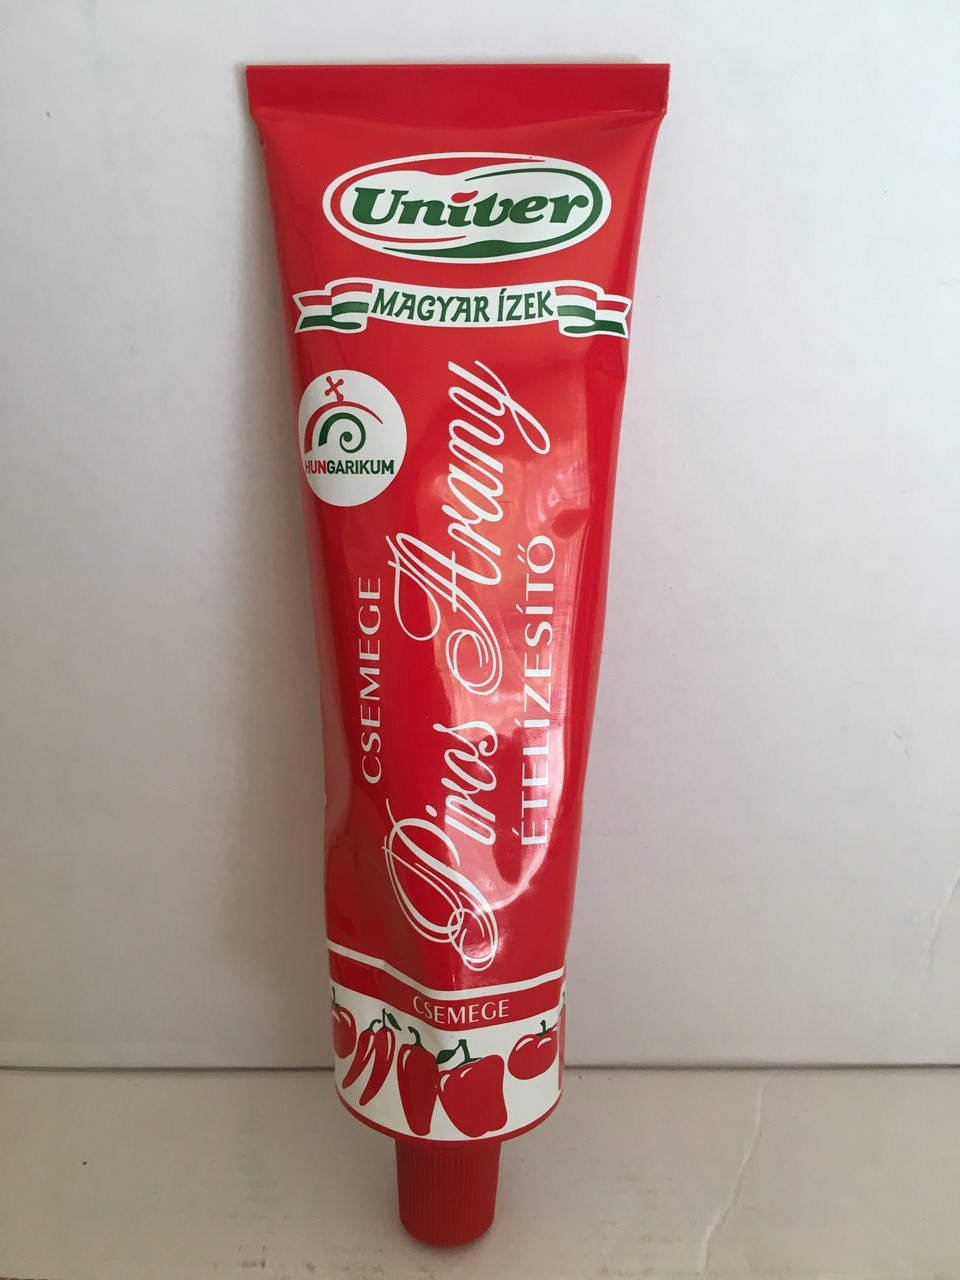 Univer
MAGYAR ÍZEK
HUNGARIKUM
CSEMEGE
Piros Arany
ÉTELÍZESÍTŐ
CSEMEGE